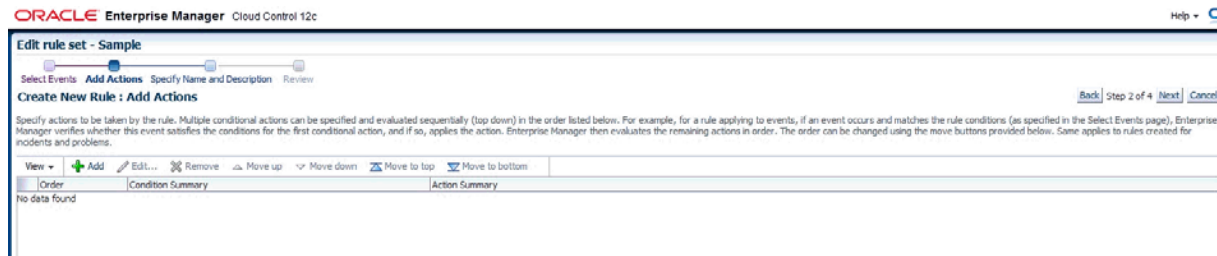 ORACLE Enterprise Manager Cloud Control 12c
Help
Edit rule set - Sample
Select Events Add Actions Specify Name and Description Review
Create New Rule : Add Actions
Back Step 2 of 4 Next Cancel
Specify actions to be taken by the rule. Multiple conditional actions can be specified and evaluated sequentially (top down) in the order listed below. For example, for a rule applying to events, if an event occurs and matches the rule conditions (as specified in the Select Events page), Enterprise
Manager verifies whether this event satisfies the conditions for the first conditional action, and if so, applies the action. Enterprise Manager then evaluates the remaining actions in order. The order can be changed using the move buttons provided below. Same applies to rules created for
incidents and problems.
View Add Edit... Remove Move up Move down Move to top Move to bottom
Order Condition Summary Action Summary
No data found